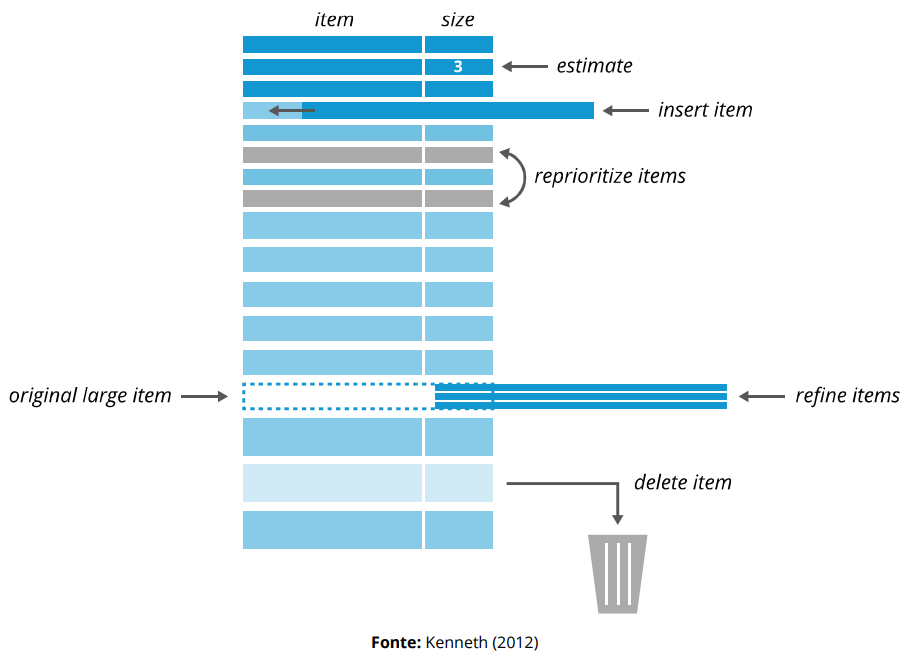 item size
3
estimate
insert item
reprioritize items
original large item
refine items
delete item
Fonte: Kenneth (2012)